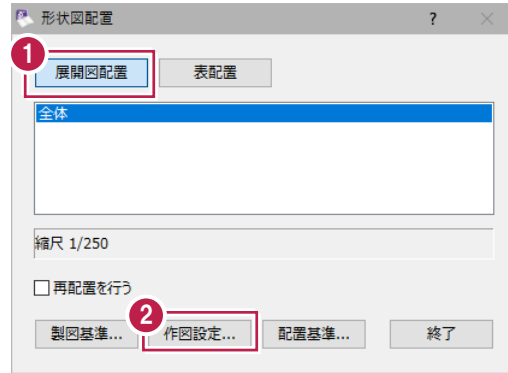 形状図配置 ? ×
1
展開図配置 表配置
全体
縮尺 1/250
再配置を行う
2
製図基準... 作図設定... 配置基準... 終了